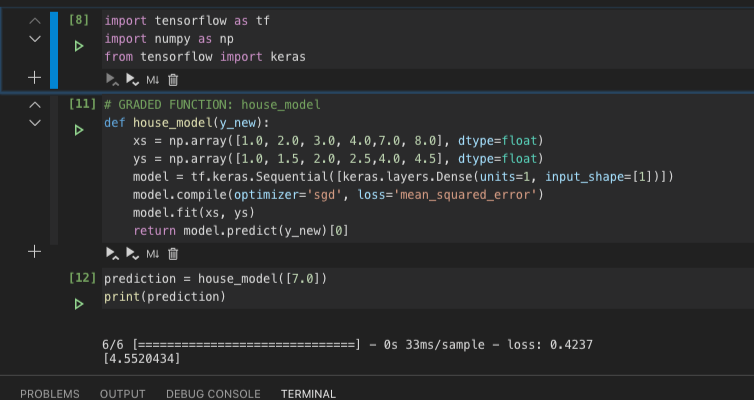 [8] import tensorflow as tf
import numpy as np
from tensorflow import keras
M↓
[11] # GRADED FUNCTION: house_model
def house_model(y_new):
    xs = np.array([1.0, 2.0, 3.0, 4.0,7.0, 8.0], dtype=float)
    ys = np.array([1.0, 1.5, 2.0, 2.5,4.0, 4.5], dtype=float)
    model = tf.keras.Sequential([keras.layers.Dense(units=1, input_shape=[1])])
    model.compile(optimizer='sgd', loss='mean_squared_error')
    model.fit(xs, ys)
    return model.predict(y_new)[0]
M↓
[12] prediction = house_model([7.0])
print(prediction)
6/6 [==============================] - 0s 33ms/sample - loss: 0.4237
[4.5520434]
PROBLEMS OUTPUT DEBUG CONSOLE TERMINAL